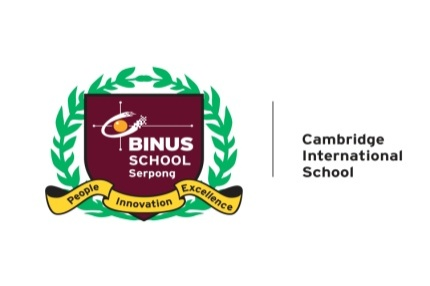 BINUS
SCHOOL
Serpong
People
Innovation
Excellence
Cambridge
International
School